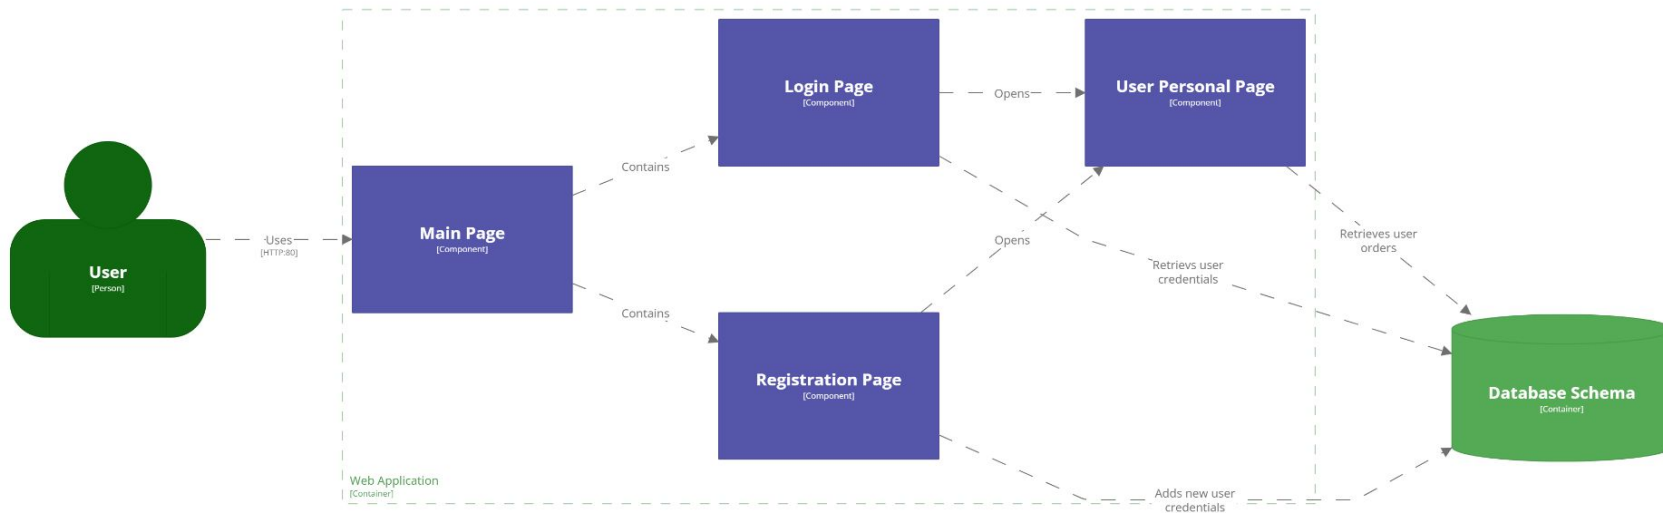 Login Page
[Component]
Opens
User Personal Page
[Component]
Contains
Main Page
[Component]
Uses
[HTTP:80]
User
[Person]
Opens
Retrieves user
orders
Retrievs user
credentials
Contains
Registration Page
[Component]
Database Schema
[Container]
Web Application
[Container]
Adds new user
credentials